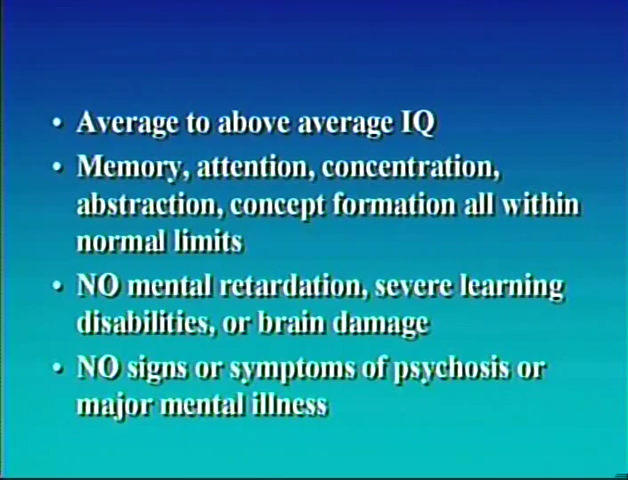 • Average to above average IQ
• Memory, attention, concentration,
abstraction, concept formation all within
normal limits
• NO mental retardation, severe learning
disabilities, or brain damage
• NO signs or symptoms of psychosis or
major mental illness